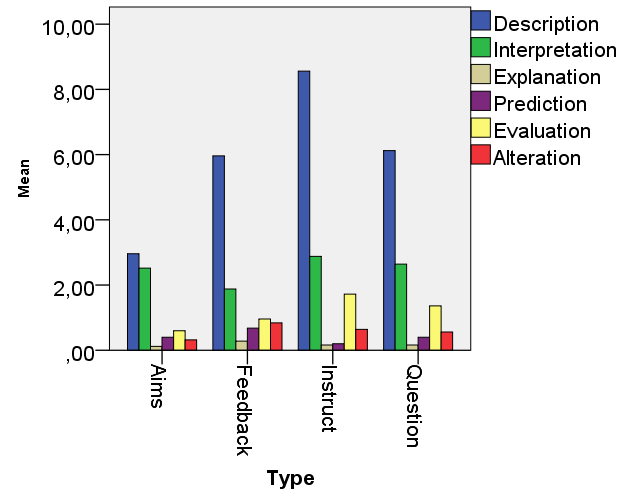 10,00
8,00
6,00
4,00
2,00
,00
Mean
Aims
Feedback
Instruct
Question
Type
Description
Interpretation
Explanation
Prediction
Evaluation
Alteration